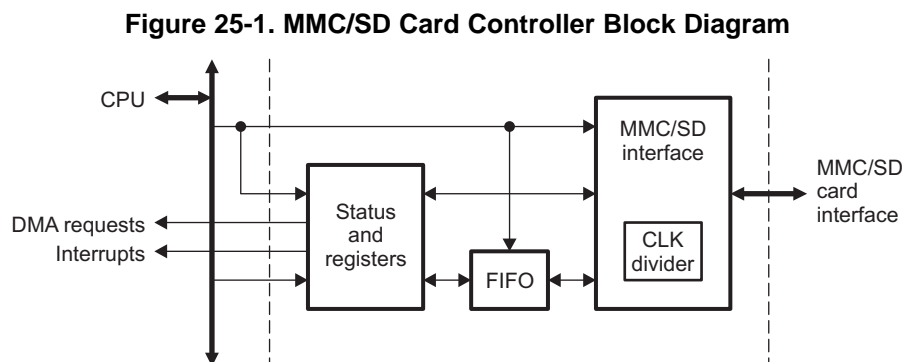 Figure 25-1. MMC/SD Card Controller Block Diagram
CPU
MMC/SD
interface
MMC/SD
card
interface
Status
and
registers
DMA requests
Interrupts
CLK
divider
FIFO